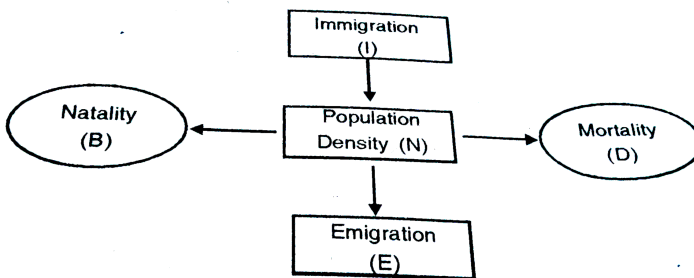 Immigration
(I)
Natality
(B)
Population
Density (N)
Mortality
(D)
Emigration
(E)